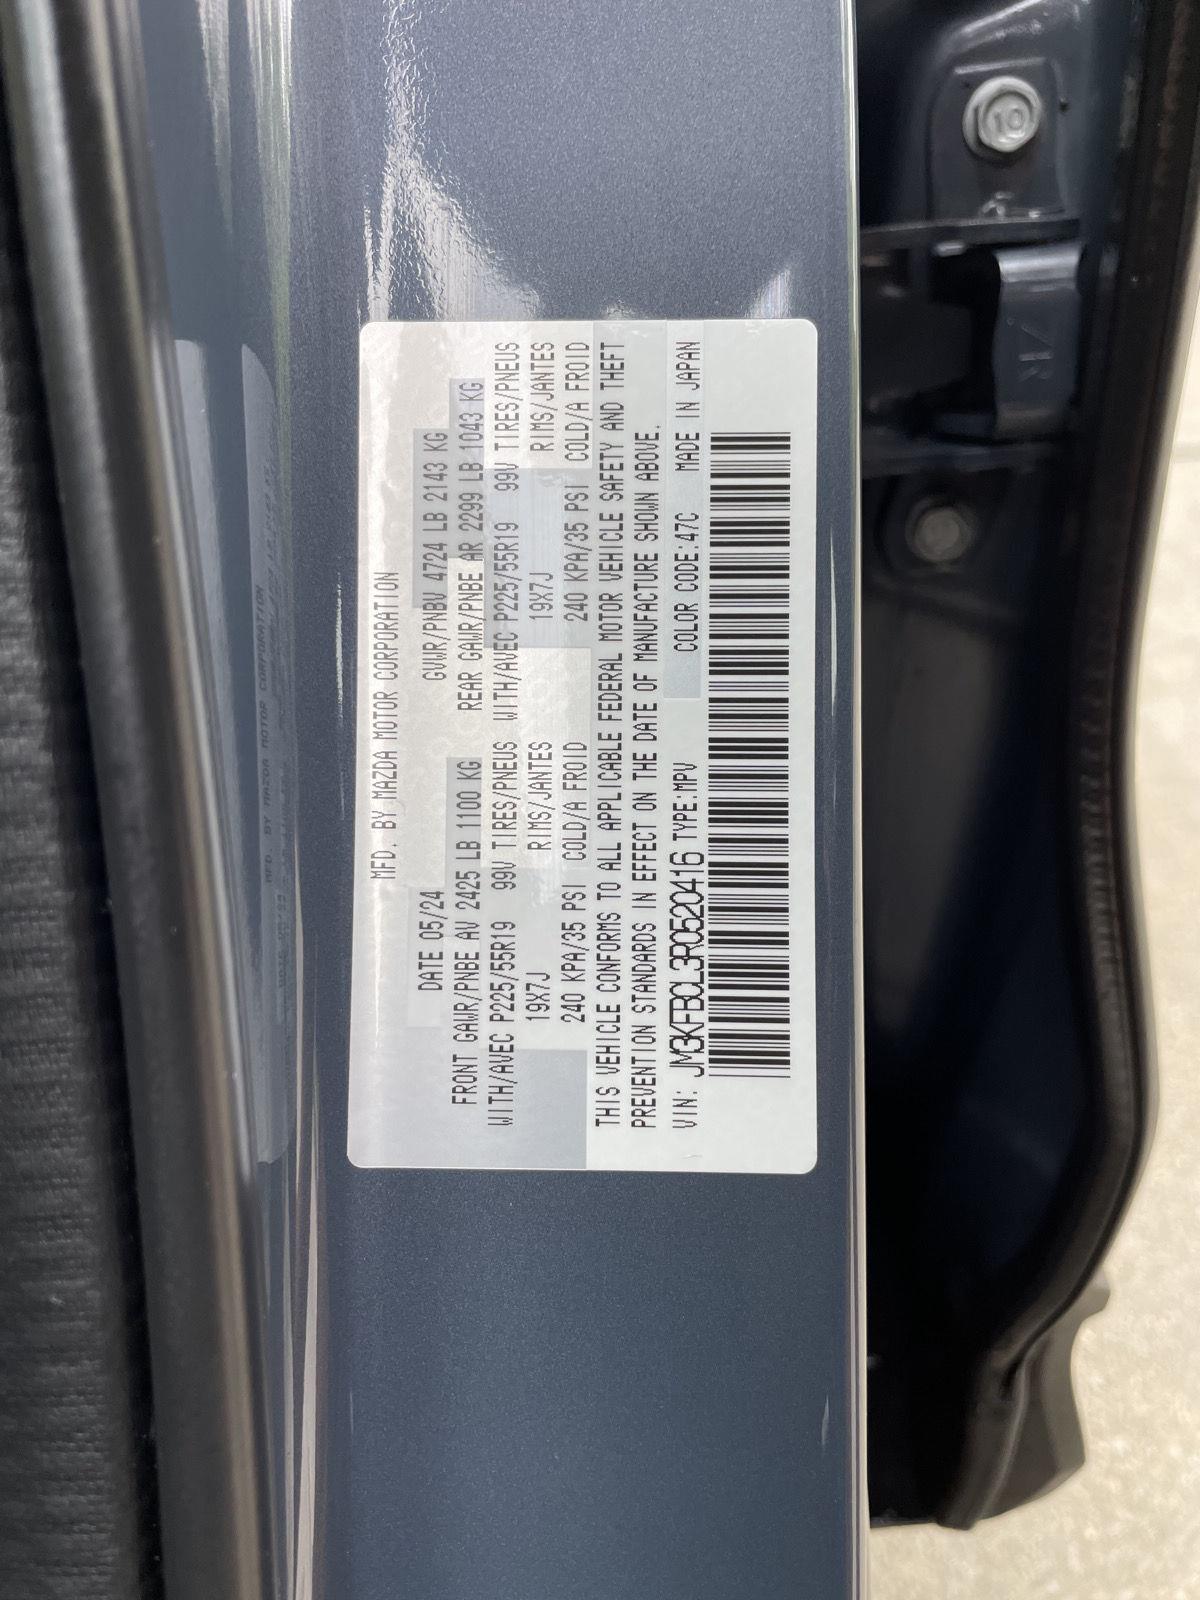 MFD. BY MAZDA MOTOR CORPORATION
DATE 05/24 GVWR/PNBV 4724 LB 2143 KG
FRONT GAWR/PNBE AV 2425 LB 1100 KG REAR GAWR/PNBE AR 2299 LB 1043 KG
WITH/AVEC P225/55R19 99V TIRES/PNEUS WITH/AVEC P225/55R19 99V TIRES/PNEUS
19X7J RIMS/JANTES 19X7J RIMS/JANTES
240 KPA/35 PSI COLD/A FROID 240 KPA/35 PSI COLD/A FROID
THIS VEHICLE CONFORMS TO ALL APPLICABLE FEDERAL MOTOR VEHICLE SAFETY AND THEFT
PREVENTION STANDARDS IN EFFECT ON THE DATE OF MANUFACTURE SHOWN ABOVE.
VIN: JM3KFBCL3R0520416 TYPE:MPV COLOR CODE:47C MADE IN JAPAN
10